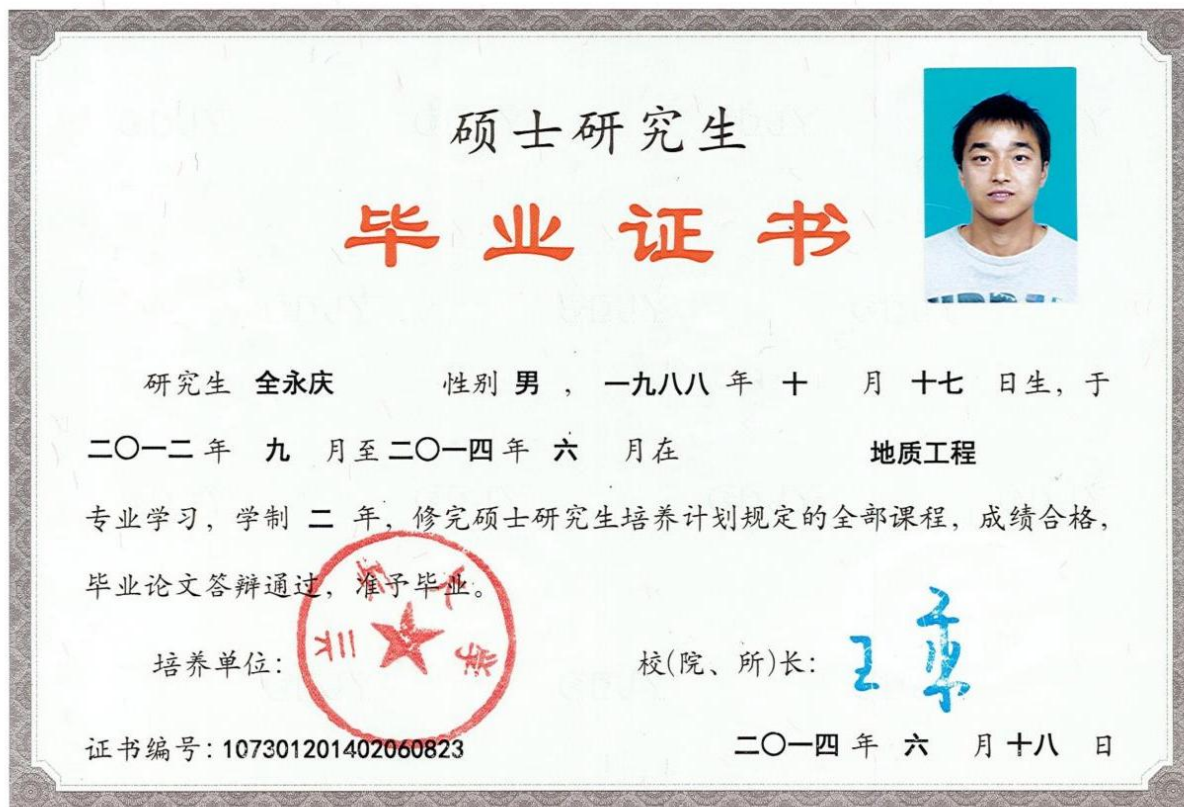 硕士研究生
毕业证书
研究生 全永庆 性别 男 ， 一九八八 年 十 月 十七 日生，于
二〇一二 年 九 月至 二〇一四 年 六 月在 地质工程
专业学习，学制 二 年，修完硕士研究生培养计划规定的全部课程，成绩合格，
毕业论文答辩通过，准予毕业。
培养单位：
校(院、所)长：
证书编号：107301201402060823
二〇一四 年 六 月 十八 日